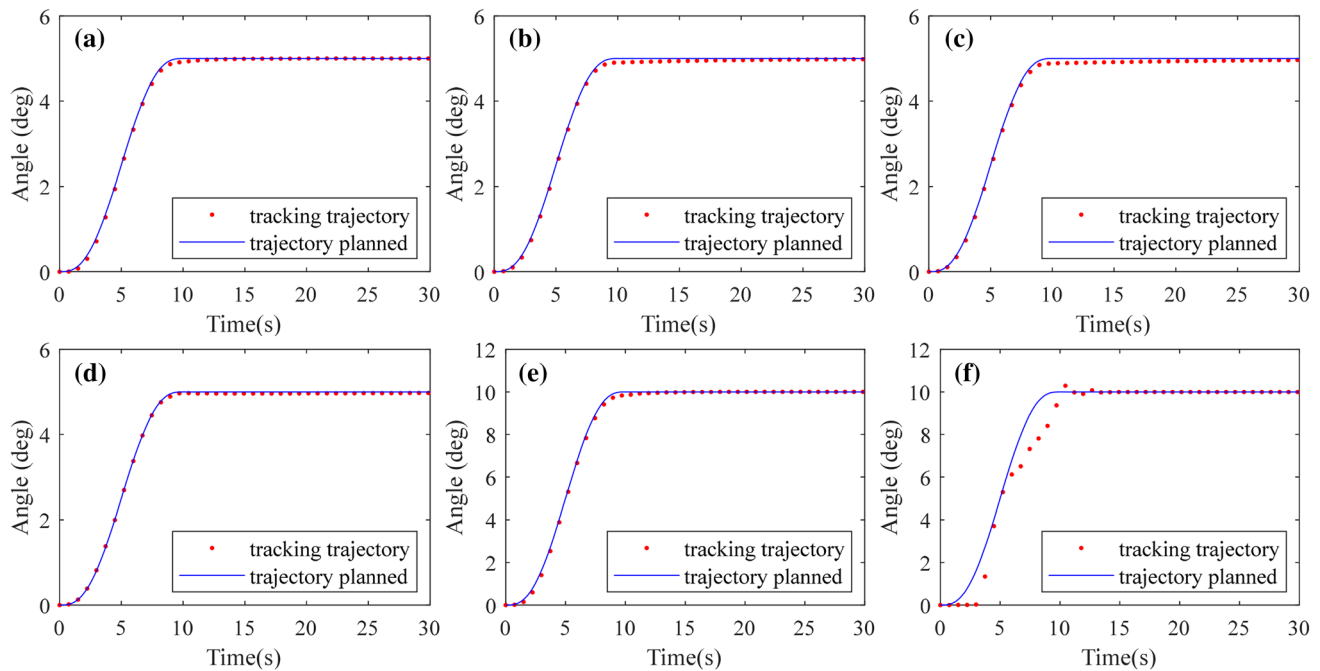 (a)
6
4
2
0
Angle (deg)
tracking trajectory
trajectory planned
0 5 10 15 20 25 30
Time(s)
(b)
6
4
2
0
Angle (deg)
tracking trajectory
trajectory planned
0 5 10 15 20 25 30
Time(s)
(c)
6
4
2
0
Angle (deg)
tracking trajectory
trajectory planned
0 5 10 15 20 25 30
Time(s)
(d)
6
4
2
0
Angle (deg)
tracking trajectory
trajectory planned
0 5 10 15 20 25 30
Time(s)
(e)
12
10
8
6
4
2
0
Angle (deg)
tracking trajectory
trajectory planned
0 5 10 15 20 25 30
Time(s)
(f)
12
10
8
6
4
2
0
Angle (deg)
tracking trajectory
trajectory planned
0 5 10 15 20 25 30
Time(s)